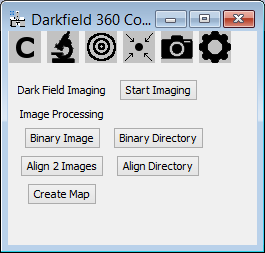 Darkfield 360 Co...
C
Dark Field Imaging Start Imaging
Image Processing
Binary Image Binary Directory
Align 2 Images Align Directory
Create Map